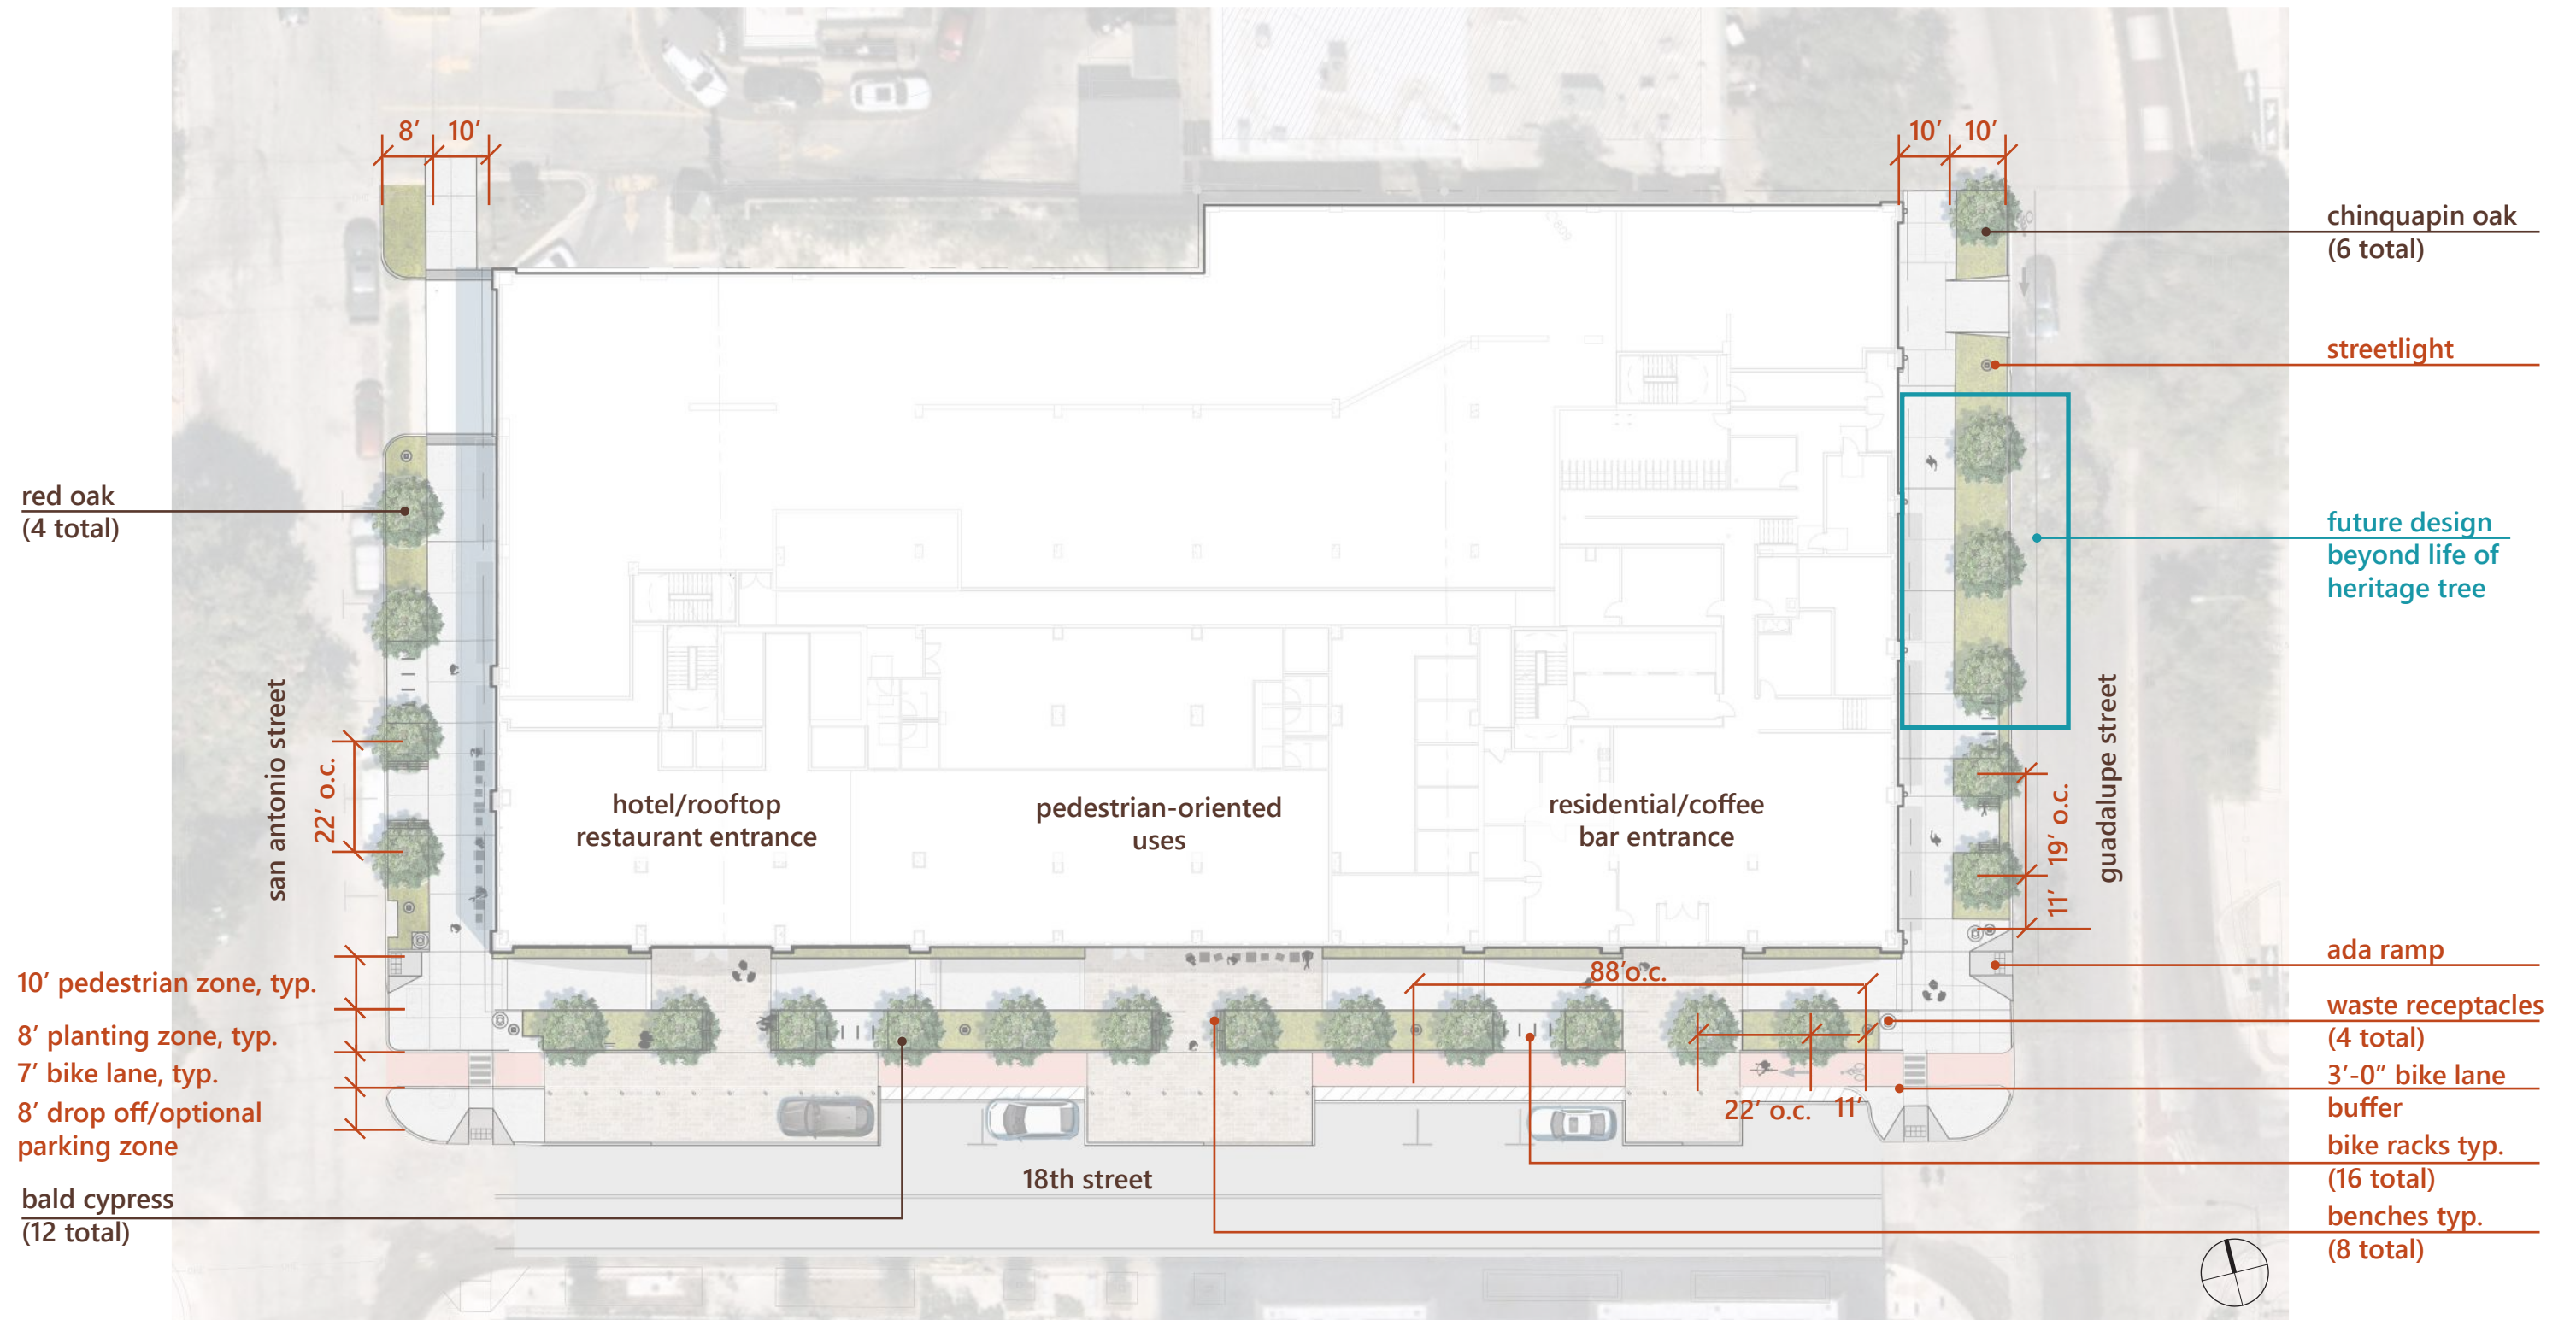 8’ 10’
10’ 10’
chinquapin oak
(6 total)
streetlight
red oak
(4 total)
future design
beyond life of
heritage tree
san antonio street
22’ o.c.
hotel/rooftop
restaurant entrance
pedestrian-oriented
uses
residential/coffee
bar entrance
guadalupe street
19’ o.c.
11’
10’ pedestrian zone, typ.
8’ planting zone, typ.
7’ bike lane, typ.
8’ drop off/optional
parking zone
bald cypress
(12 total)
88’o.c.
22’ o.c. 11’
18th street
ada ramp
waste receptacles
(4 total)
3’-0” bike lane
buffer
bike racks typ.
(16 total)
benches typ.
(8 total)